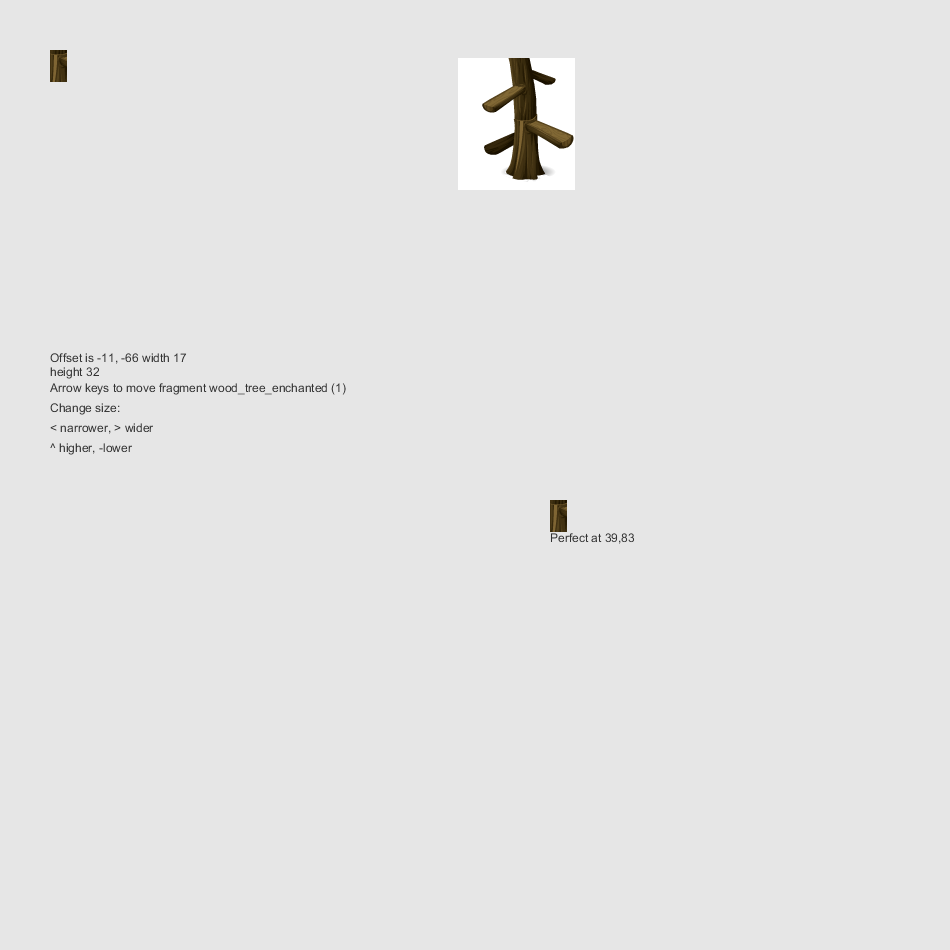 Offset is -11, -66 width 17
height 32
Arrow keys to move fragment wood_tree_enchanted (1)
Change size:
< narrower, > wider
^ higher, -lower
Perfect at 39,83